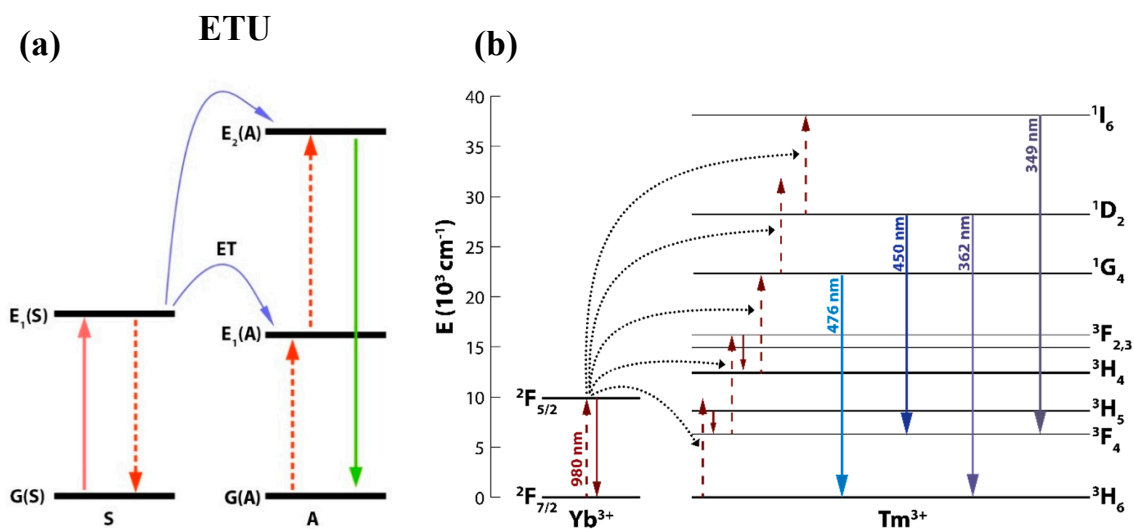 ETU
(a)
E₂(A)
ET
E₁(S)
E₁(A)
G(S)
G(A)
S
A
(b)
E (10³ cm⁻¹)
40
35
30
25
20
15
10
5
0
²F₅/₂
980 nm
²F₇/₂
Yb³⁺
476 nm
450 nm
362 nm
349 nm
¹I₆
¹D₂
¹G₄
³F₂,₃
³H₄
³H₅
³F₄
³H₆
Tm³⁺